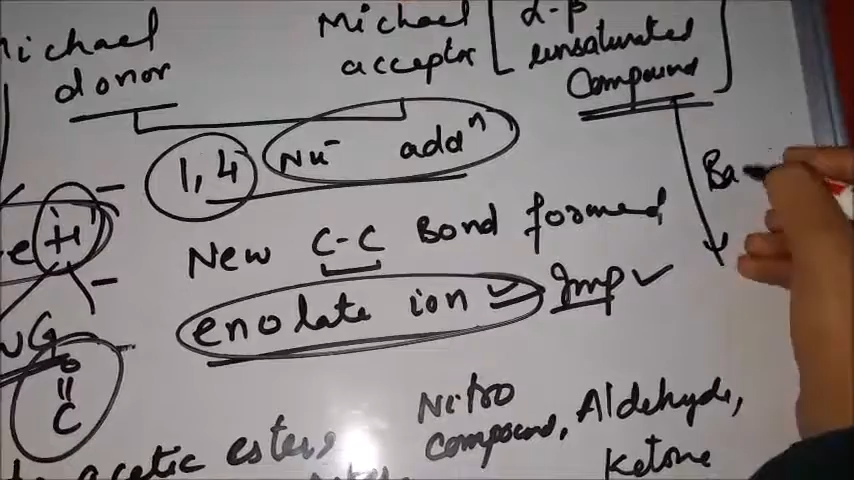 Michael donor
Michael acceptor
[α-β unsaturated Compound]
1,4 Nu⁻ addⁿ
Ba
New C-C Bond formed
enolate ion ✓ Imp ✓
H
O
||
C
acetic ester,
Nitro compound, Aldehyde,
Ketone